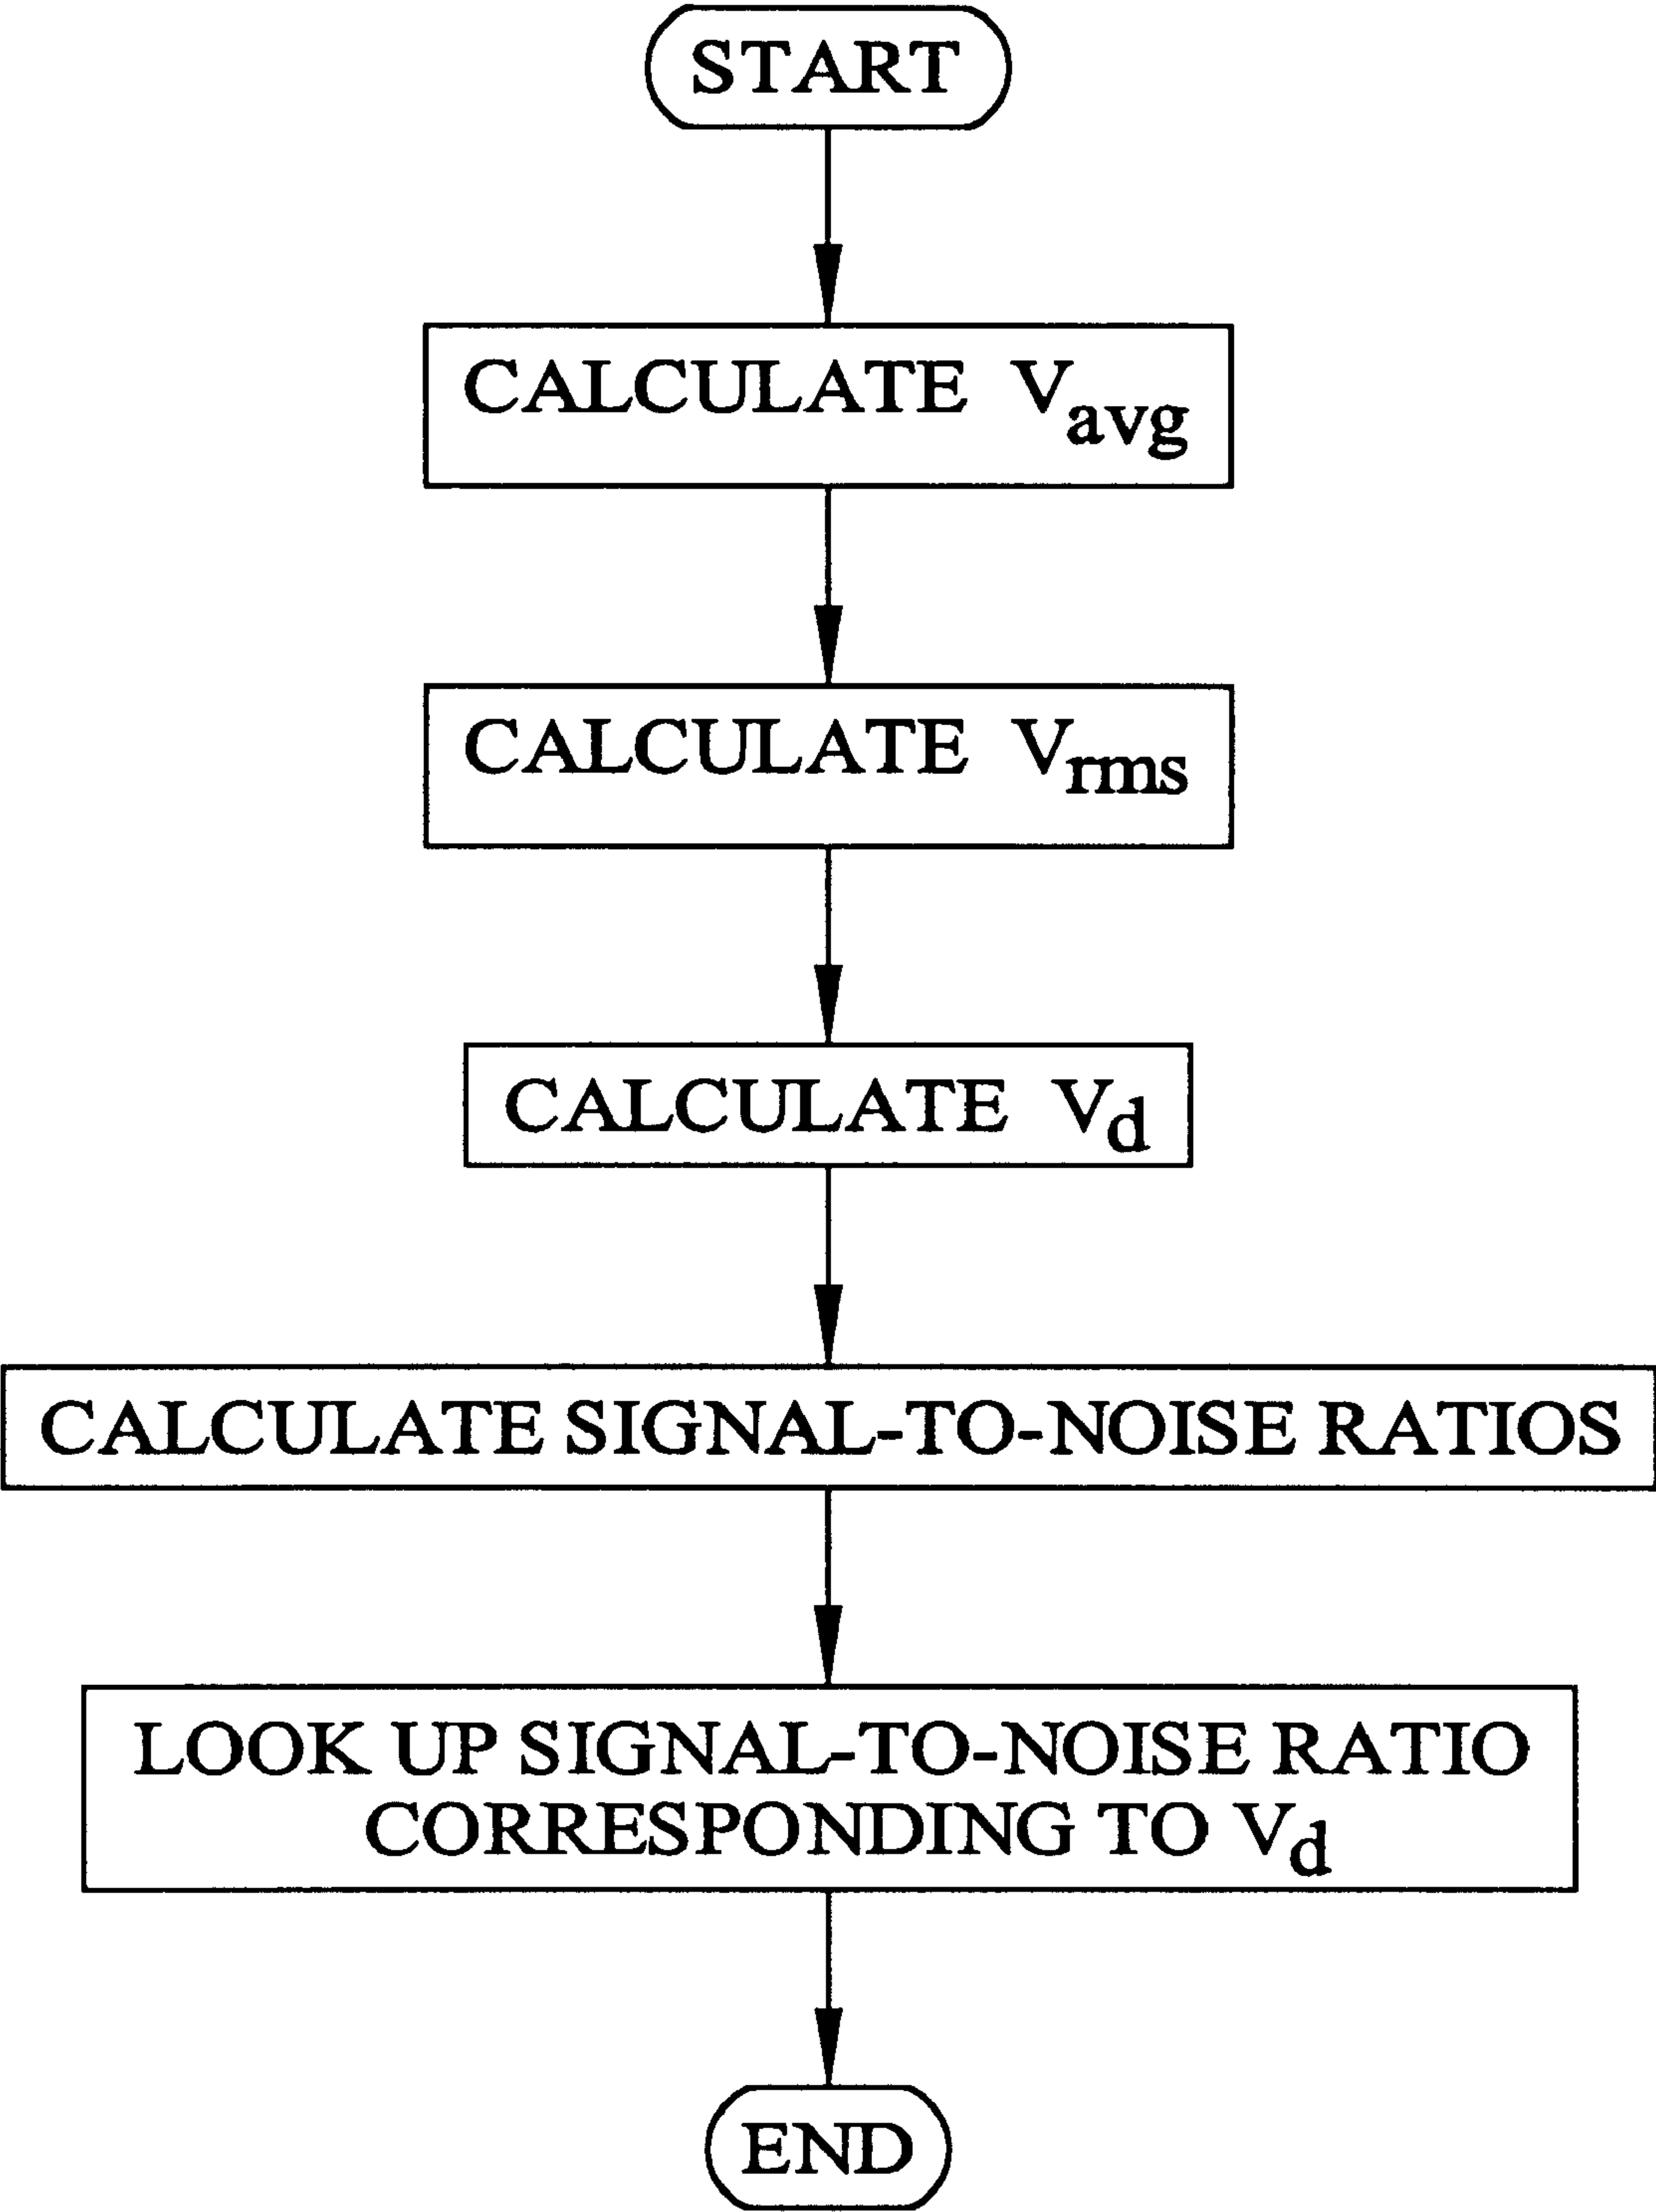 START
CALCULATE V_avg
CALCULATE V_rms
CALCULATE V_d
CALCULATE SIGNAL-TO-NOISE RATIOS
LOOK UP SIGNAL-TO-NOISE RATIO
CORRESPONDING TO V_d
END